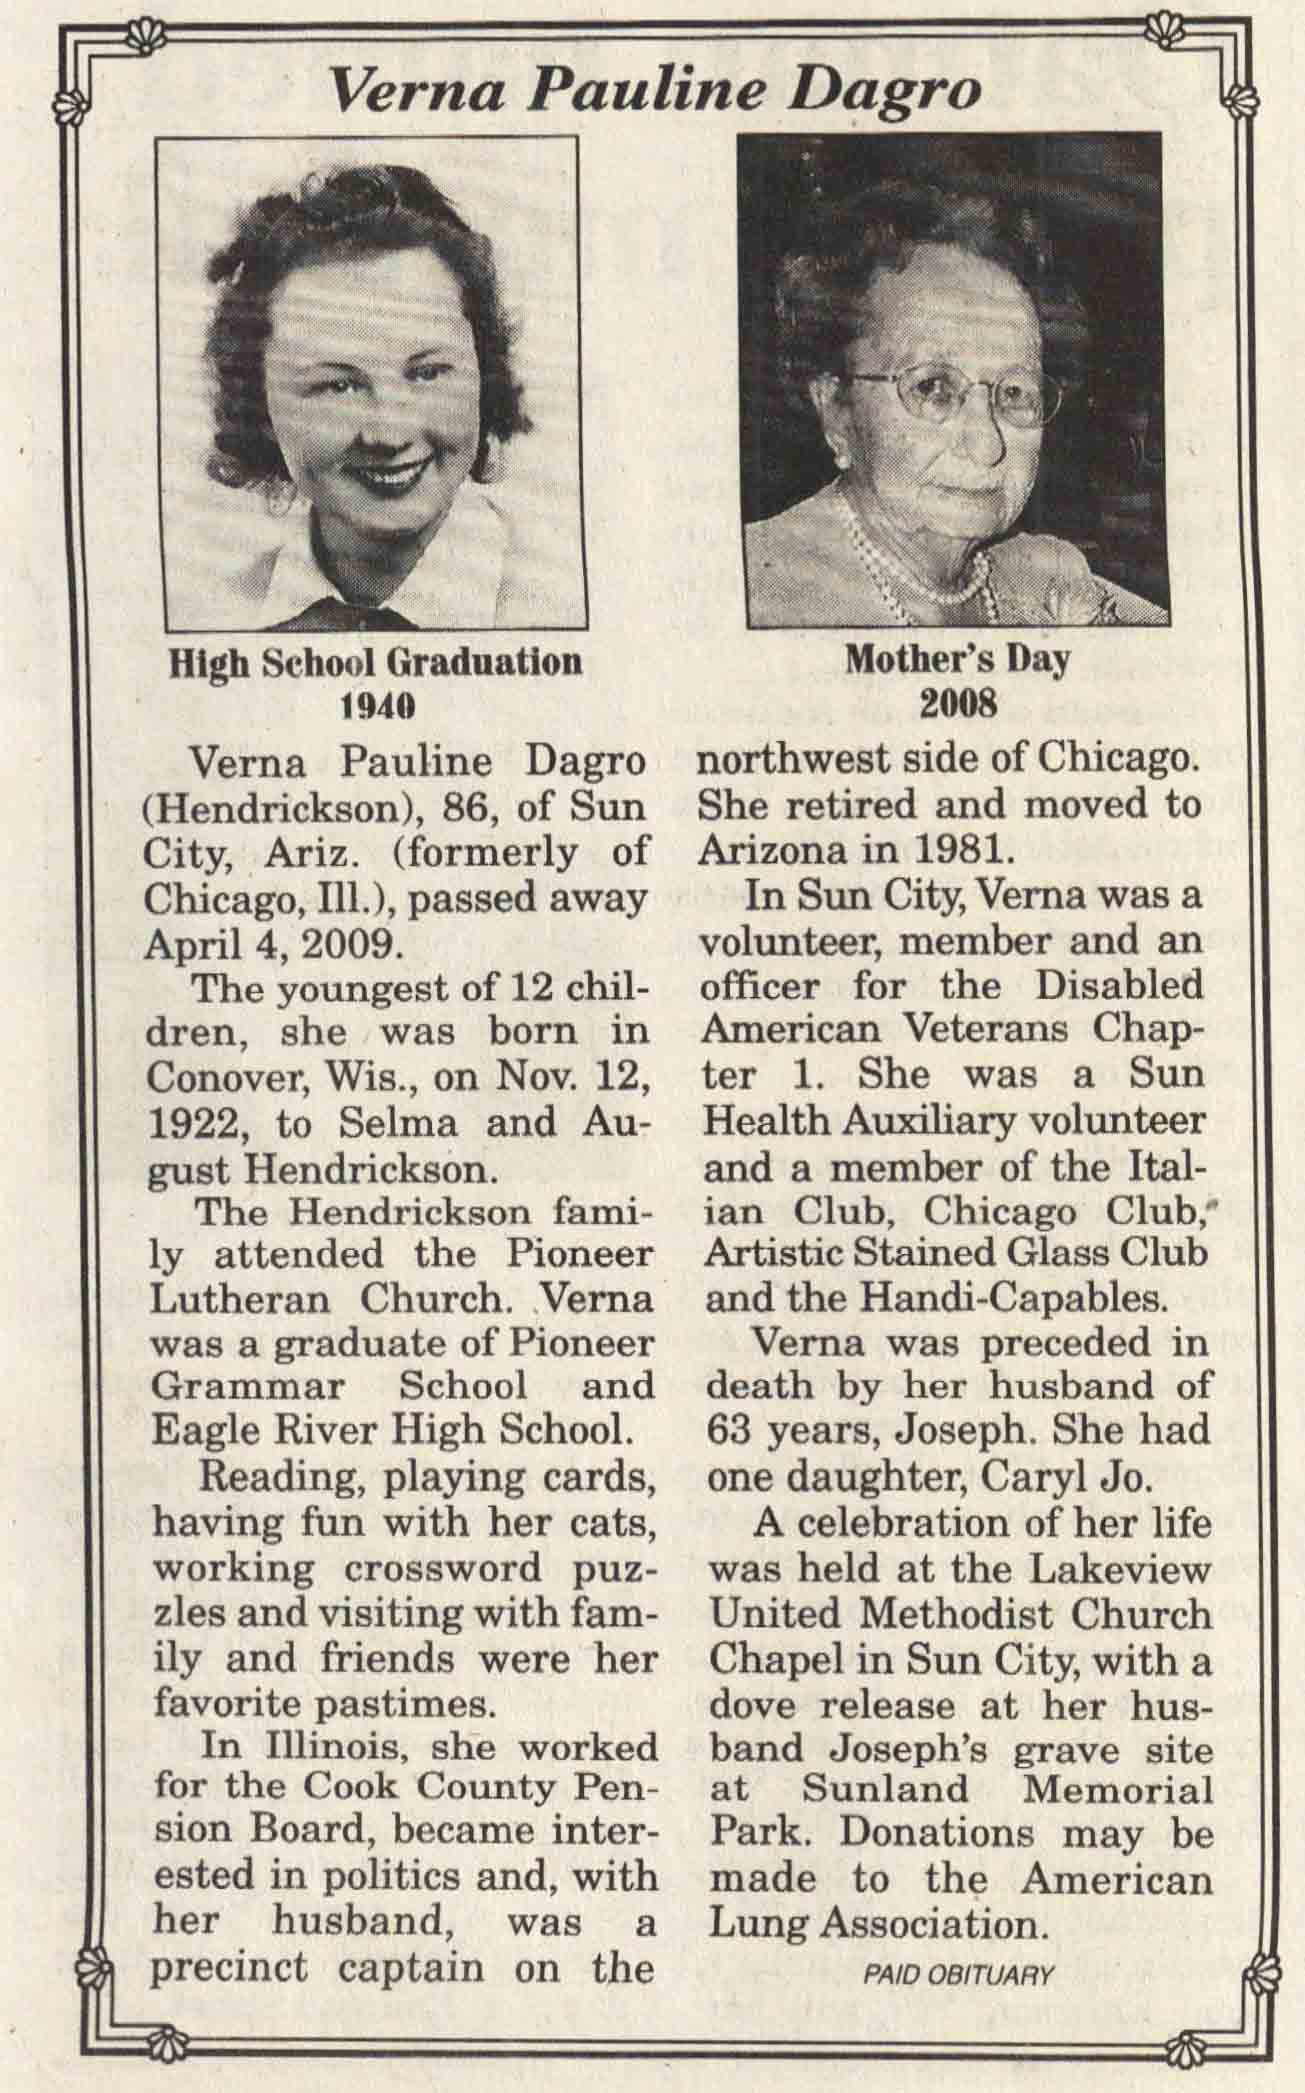 Verna Pauline Dagro
High School Graduation
1940
Mother's Day
2008
Verna Pauline Dagro
(Hendrickson), 86, of Sun
City, Ariz. (formerly of
Chicago, Ill.), passed away
April 4, 2009.
The youngest of 12 chil-
dren, she was born in
Conover, Wis., on Nov. 12,
1922, to Selma and Au-
gust Hendrickson.
The Hendrickson fami-
ly attended the Pioneer
Lutheran Church. Verna
was a graduate of Pioneer
Grammar School and
Eagle River High School.
Reading, playing cards,
having fun with her cats,
working crossword puz-
zles and visiting with fam-
ily and friends were her
favorite pastimes.
In Illinois, she worked
for the Cook County Pen-
sion Board, became inter-
ested in politics and, with
her husband, was a
precinct captain on the
northwest side of Chicago.
She retired and moved to
Arizona in 1981.
In Sun City, Verna was a
volunteer, member and an
officer for the Disabled
American Veterans Chap-
ter 1. She was a Sun
Health Auxiliary volunteer
and a member of the Ital-
ian Club, Chicago Club,
Artistic Stained Glass Club
and the Handi-Capables.
Verna was preceded in
death by her husband of
63 years, Joseph. She had
one daughter, Caryl Jo.
A celebration of her life
was held at the Lakeview
United Methodist Church
Chapel in Sun City, with a
dove release at her hus-
band Joseph's grave site
at Sunland Memorial
Park. Donations may be
made to the American
Lung Association.
PAID OBITUARY